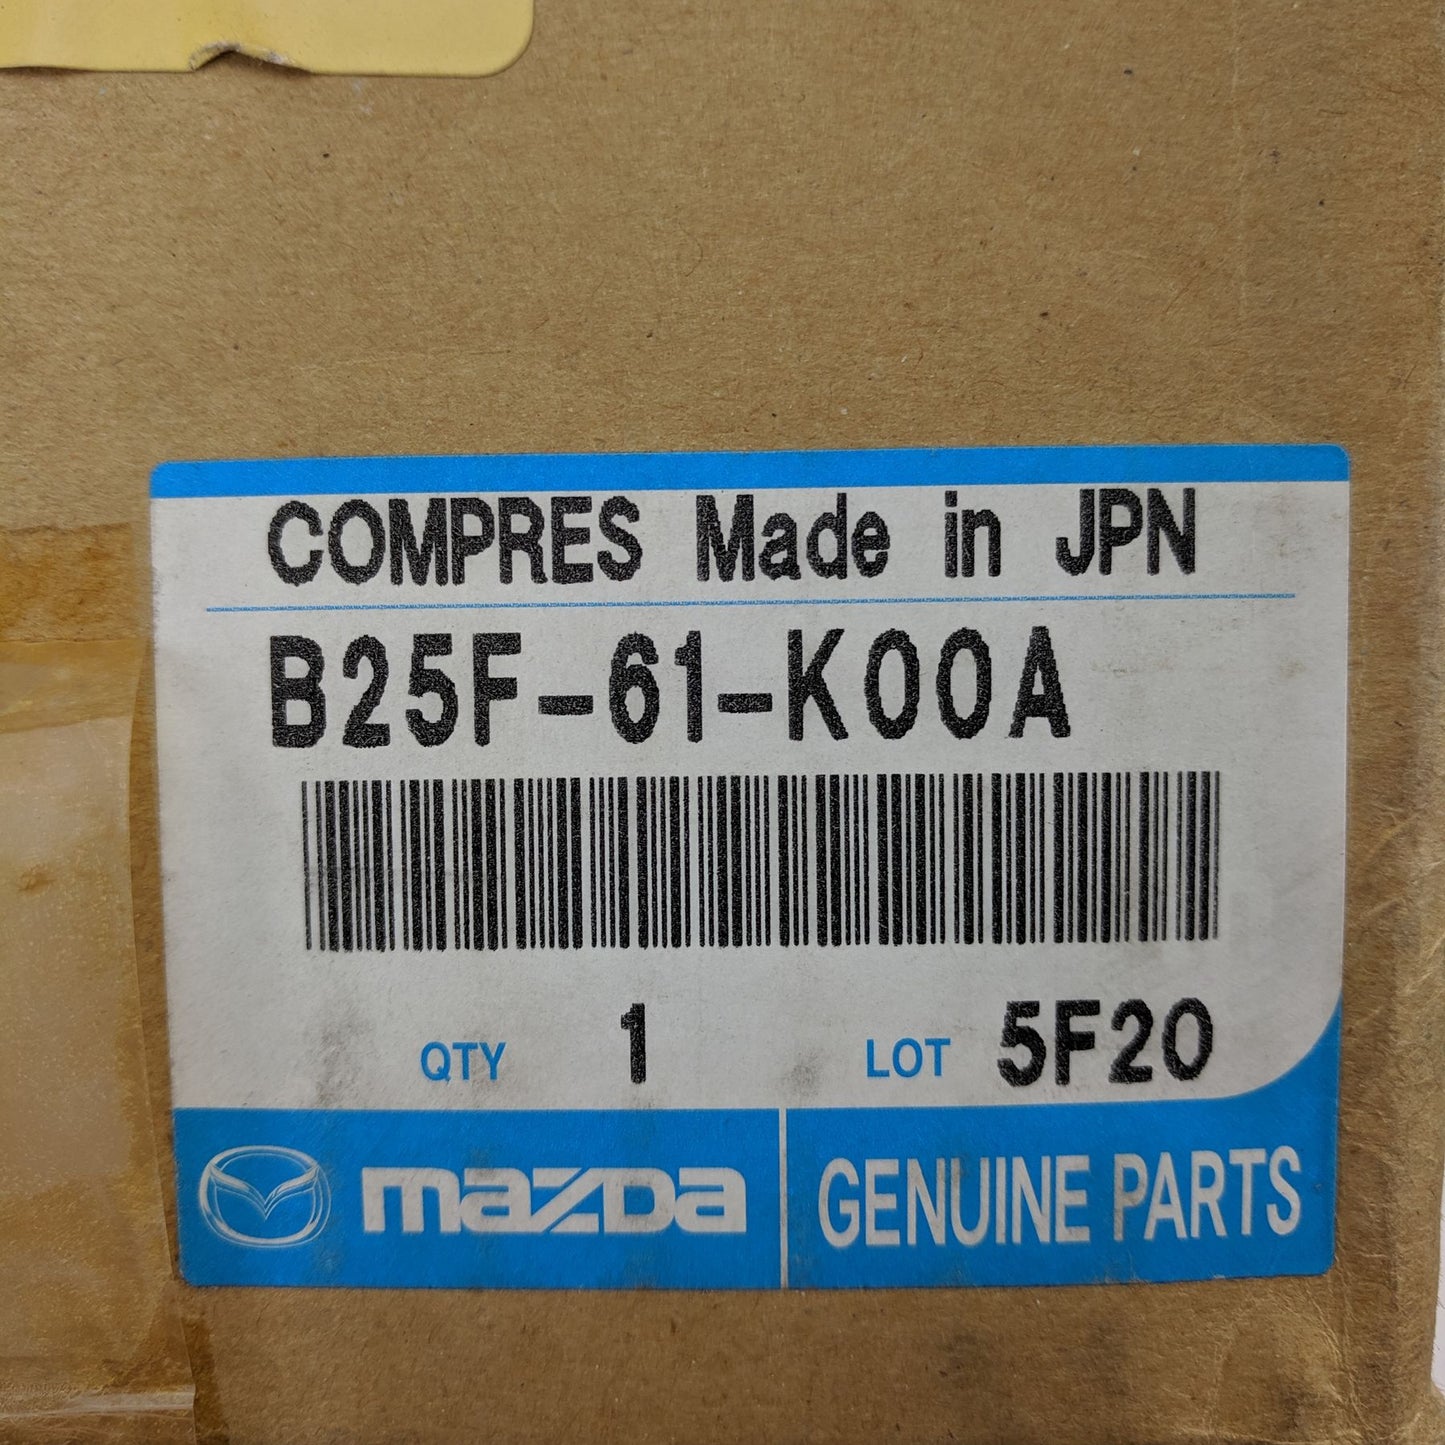 COMPRES Made in JPN
B25F-61-K00A
QTY 1 LOT 5F20
mazda GENUINE PARTS